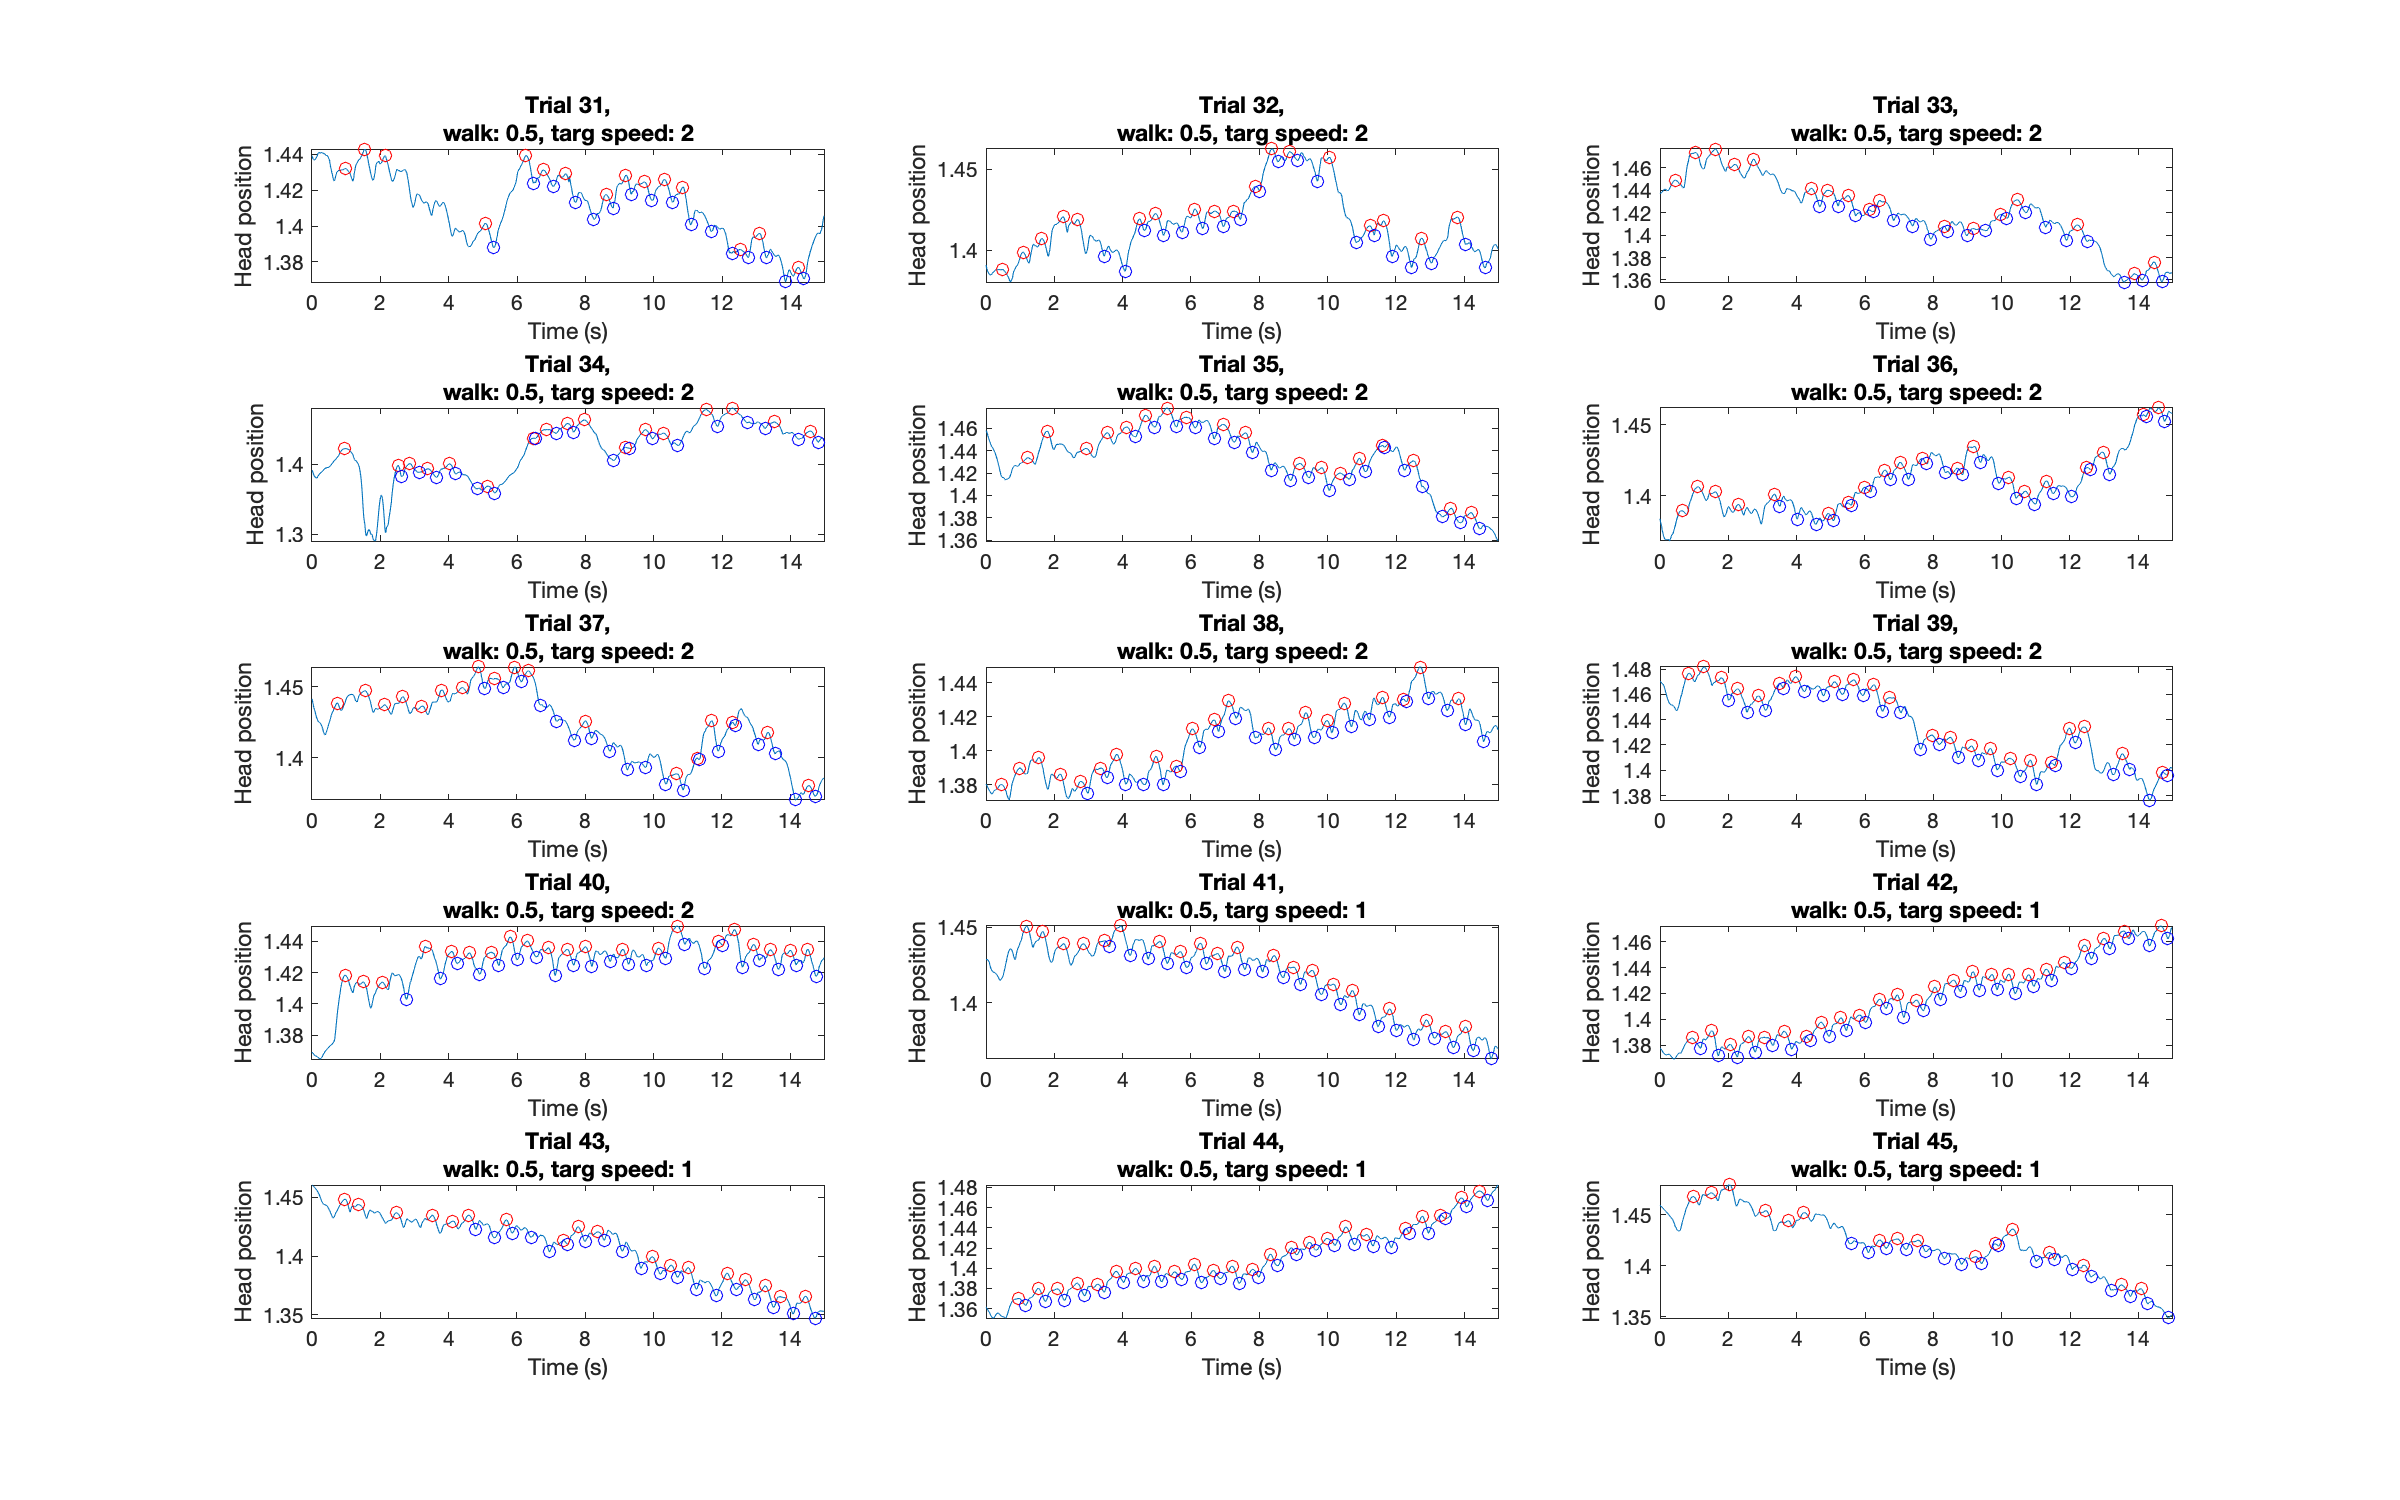 Trial 31,
walk: 0.5, targ speed: 2
Head position
1.44
1.42
1.4
1.38
0 2 4 6 8 10 12 14
Time (s)
Trial 32,
walk: 0.5, targ speed: 2
Head position
1.45
1.4
0 2 4 6 8 10 12 14
Time (s)
Trial 33,
walk: 0.5, targ speed: 2
Head position
1.46
1.44
1.42
1.4
1.38
1.36
0 2 4 6 8 10 12 14
Time (s)
Trial 34,
walk: 0.5, targ speed: 2
Head position
1.4
1.3
0 2 4 6 8 10 12 14
Time (s)
Trial 35,
walk: 0.5, targ speed: 2
Head position
1.46
1.44
1.42
1.4
1.38
1.36
0 2 4 6 8 10 12 14
Time (s)
Trial 36,
walk: 0.5, targ speed: 2
Head position
1.45
1.4
0 2 4 6 8 10 12 14
Time (s)
Trial 37,
walk: 0.5, targ speed: 2
Head position
1.45
1.4
0 2 4 6 8 10 12 14
Time (s)
Trial 38,
walk: 0.5, targ speed: 2
Head position
1.44
1.42
1.4
1.38
0 2 4 6 8 10 12 14
Time (s)
Trial 39,
walk: 0.5, targ speed: 2
Head position
1.48
1.46
1.44
1.42
1.4
1.38
0 2 4 6 8 10 12 14
Time (s)
Trial 40,
walk: 0.5, targ speed: 2
Head position
1.44
1.42
1.4
1.38
0 2 4 6 8 10 12 14
Time (s)
Trial 41,
walk: 0.5, targ speed: 1
Head position
1.45
1.4
0 2 4 6 8 10 12 14
Time (s)
Trial 42,
walk: 0.5, targ speed: 1
Head position
1.46
1.44
1.42
1.4
1.38
0 2 4 6 8 10 12 14
Time (s)
Trial 43,
walk: 0.5, targ speed: 1
Head position
1.45
1.4
1.35
0 2 4 6 8 10 12 14
Time (s)
Trial 44,
walk: 0.5, targ speed: 1
Head position
1.48
1.46
1.44
1.42
1.4
1.38
1.36
0 2 4 6 8 10 12 14
Time (s)
Trial 45,
walk: 0.5, targ speed: 1
Head position
1.45
1.4
1.35
0 2 4 6 8 10 12 14
Time (s)